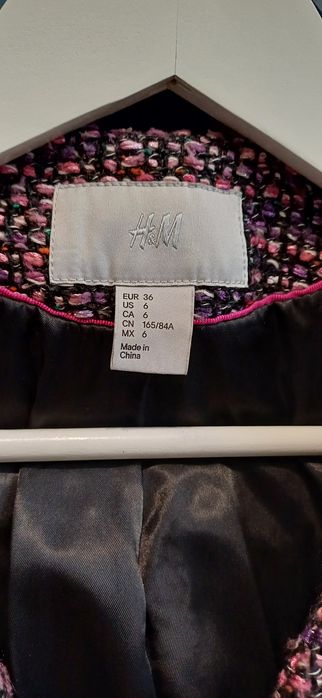 H&M
EUR 36
US 6
CA 6
CN 165/84A
MX 6
Made in
China